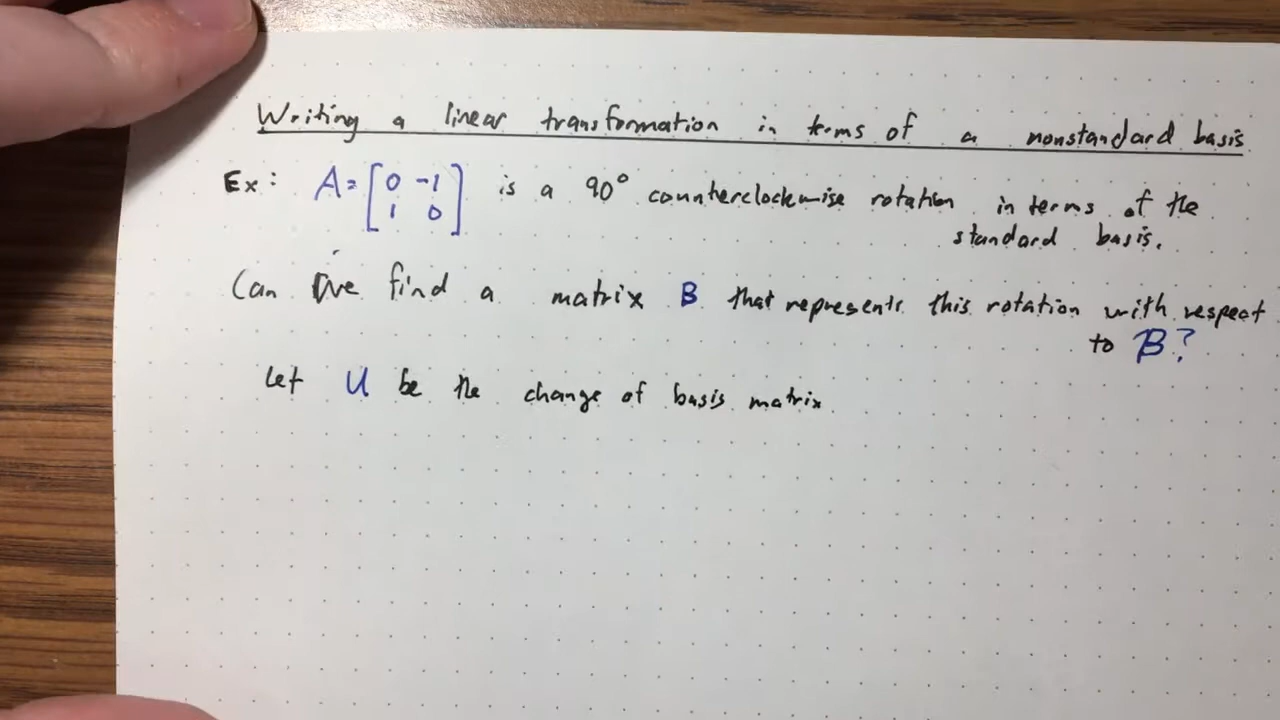 Writing a linear transformation in terms of a nonstandard basis
Ex: A = [0 -1
1 0] is a 90° counterclockwise rotation in terms of the
standard basis.
Can we find a matrix B that represents this rotation with respect
to B?
Let U be the change of basis matrix